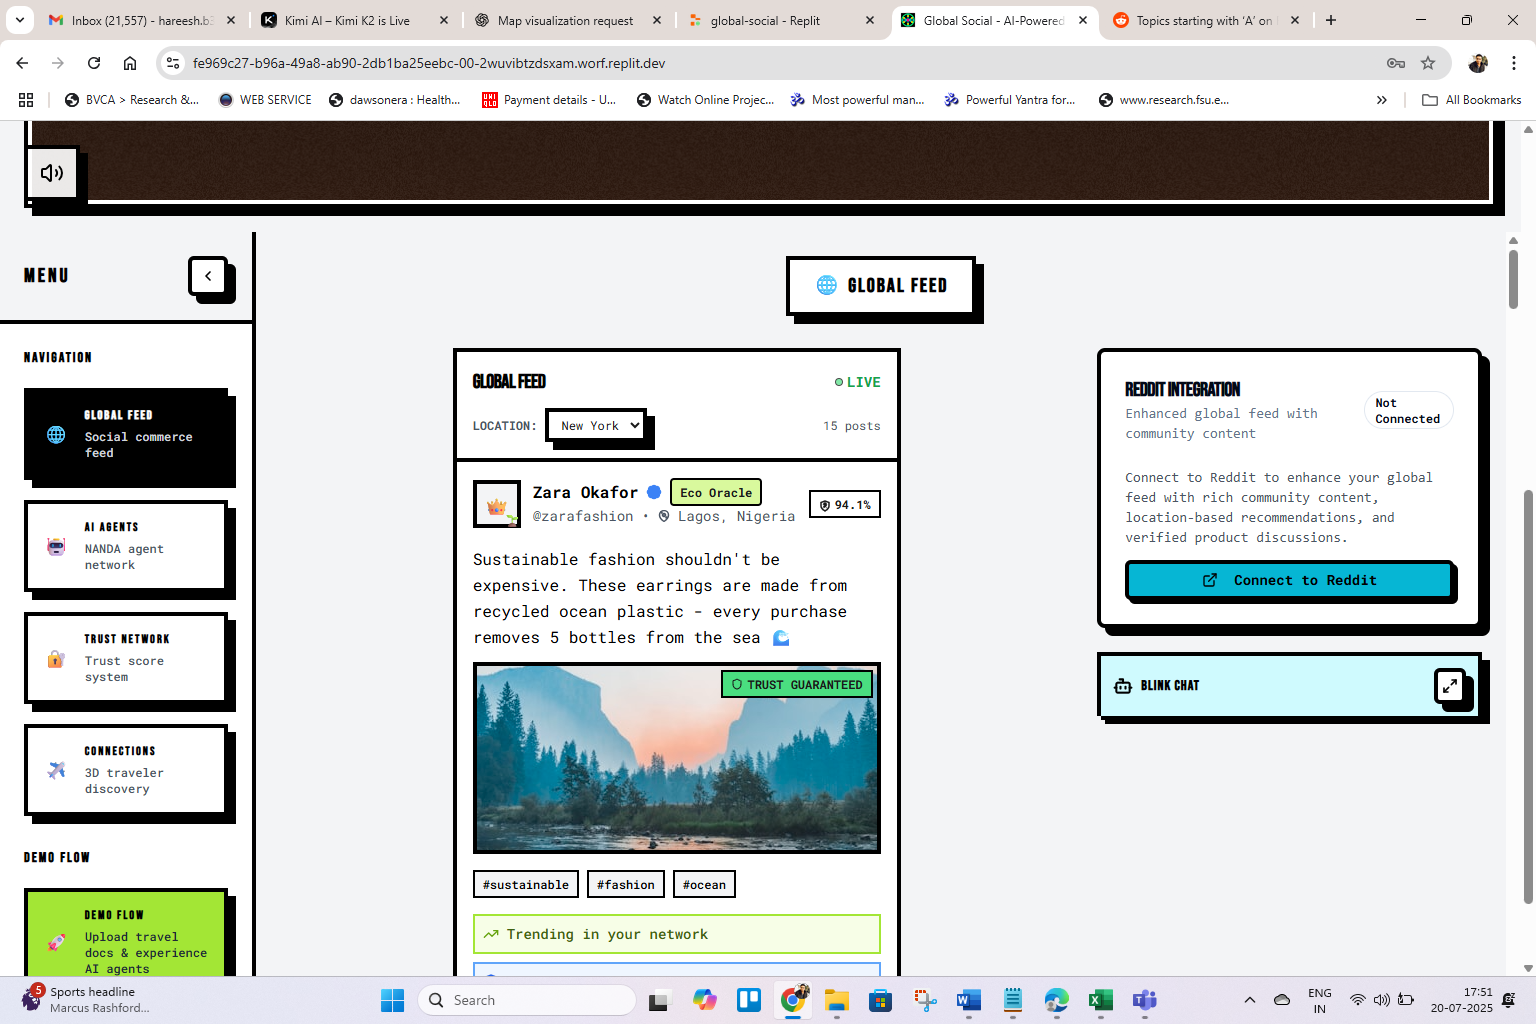 Inbox (21,557) - hareesh.b
Kimi AI – Kimi K2 is Live
Map visualization request
global-social - Replit
Global Social - AI-Powered
Topics starting with 'A' on
fe969c27-b96a-49a8-ab90-2db1ba25eebc-00-2wuvibtzdsxam.worf.replit.dev
BVCA > Research &...
WEB SERVICE
dawsonera : Health...
UNI QLO
Payment details - U...
Watch Online Projec...
Most powerful man...
Powerful Yantra for...
www.research.fsu.e...
All Bookmarks
MENU
GLOBAL FEED
NAVIGATION
GLOBAL FEED
Social commerce
feed
AI AGENTS
NANDA agent
network
TRUST NETWORK
Trust score
system
CONNECTIONS
3D traveler
discovery
DEMO FLOW
DEMO FLOW
Upload travel
docs & experience
AI agents
GLOBAL FEED
LIVE
LOCATION:
New York
15 posts
Zara Okafor
Eco Oracle
94.1%
@zarafashion • Lagos, Nigeria
Sustainable fashion shouldn't be
expensive. These earrings are made from
recycled ocean plastic - every purchase
removes 5 bottles from the sea 🌊
TRUST GUARANTEED
#sustainable
#fashion
#ocean
Trending in your network
REDDIT INTEGRATION
Enhanced global feed with
community content
Not
Connected
Connect to Reddit to enhance your global
feed with rich community content,
location-based recommendations, and
verified product discussions.
Connect to Reddit
BLINK CHAT
5
Sports headline
Marcus Rashford...
Search
ENG
IN
17:51
20-07-2025